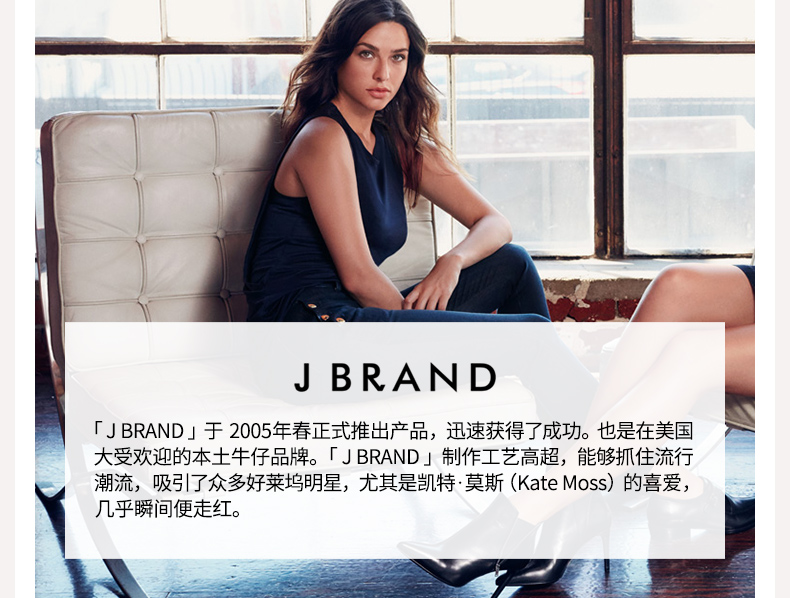 J BRAND
「J BRAND」于 2005年春正式推出产品，迅速获得了成功。也是在美国
大受欢迎的本土牛仔品牌。「J BRAND」制作工艺高超，能够抓住流行
潮流，吸引了众多好莱坞明星，尤其是凯特·莫斯（Kate Moss）的喜爱，
几乎瞬间便走红。